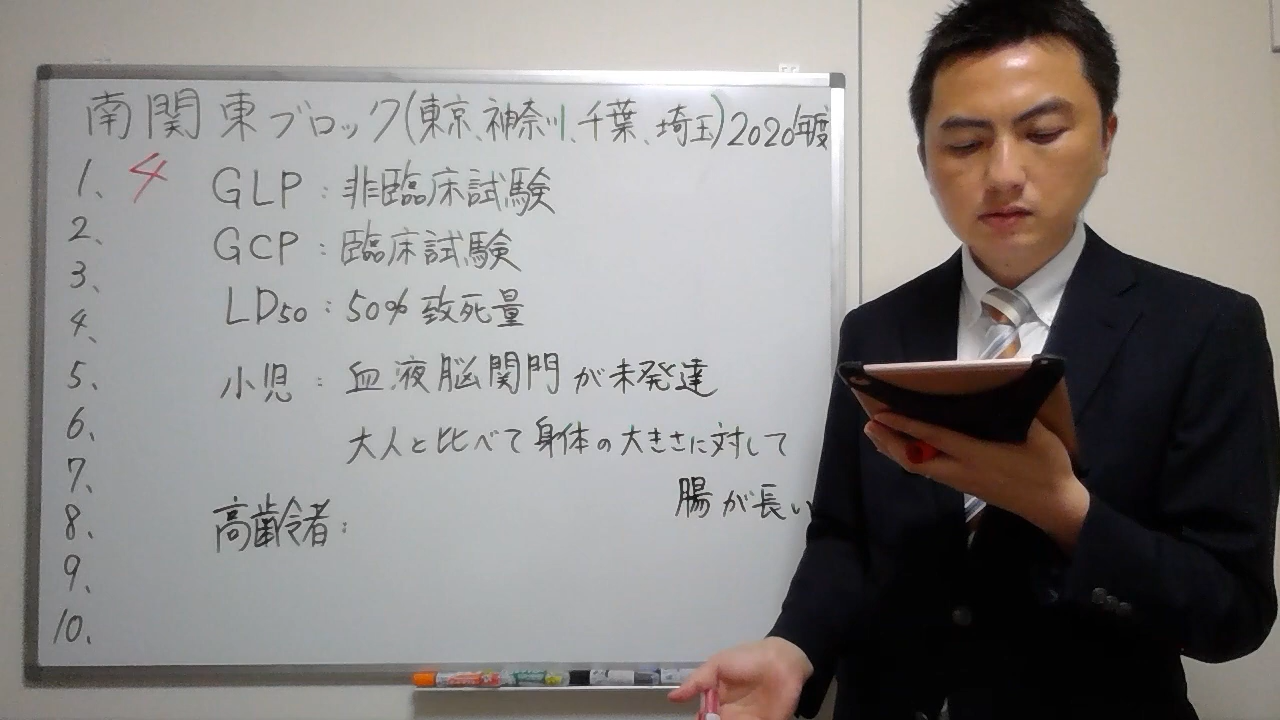 南関東ブロック(東京、神奈川、千葉、埼玉)2020年度
1、 4 GLP:非臨床試験
2、 GCP:臨床試験
3、 LD50:50%致死量
4、
5、 小児:血液脳関門が未発達
6、 大人と比べて身体の大きさに対して
7、 腸が長い
8、 高齢者:
9、
10、